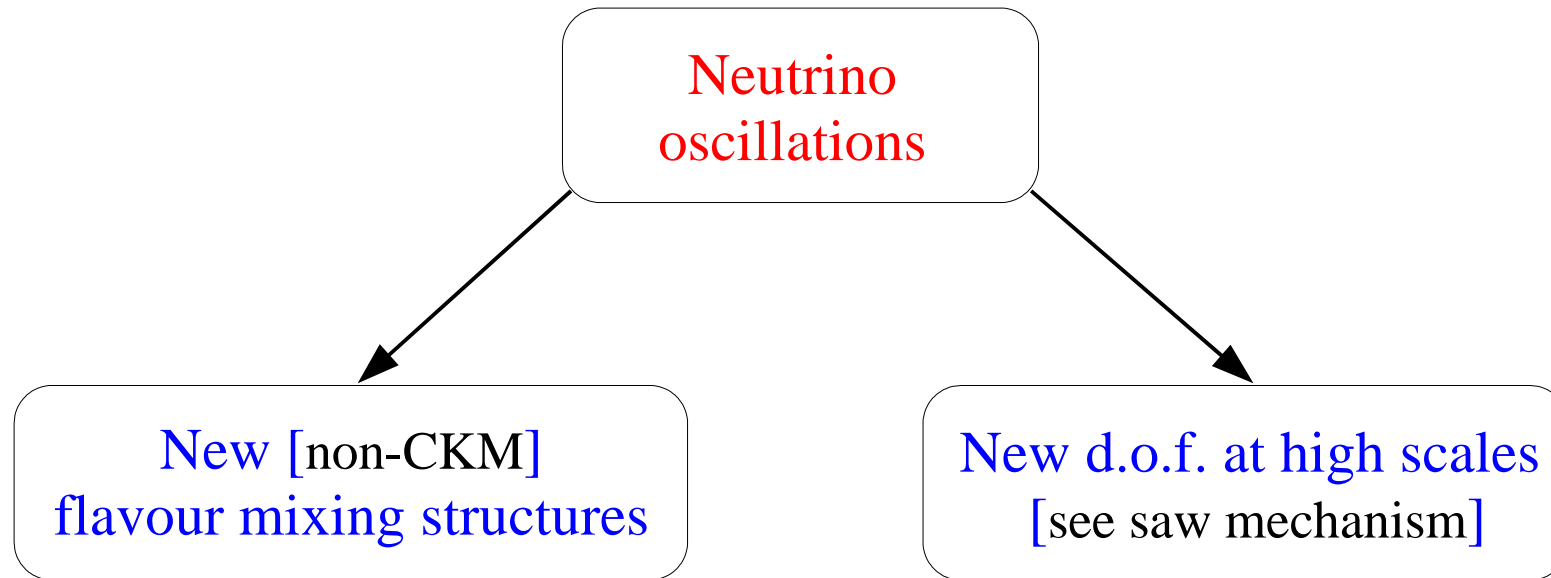 Neutrino
oscillations
New [non-CKM]
flavour mixing structures
New d.o.f. at high scales
[see saw mechanism]